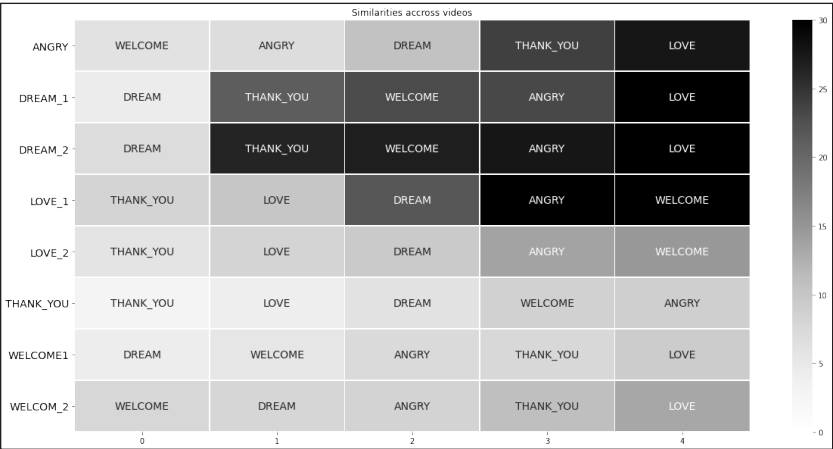 Similarities accross videos
ANGRY WELCOME ANGRY DREAM THANK_YOU LOVE
DREAM_1 DREAM THANK_YOU WELCOME ANGRY LOVE
DREAM_2 DREAM THANK_YOU WELCOME ANGRY LOVE
LOVE_1 THANK_YOU LOVE DREAM ANGRY WELCOME
LOVE_2 THANK_YOU LOVE DREAM ANGRY WELCOME
THANK_YOU THANK_YOU LOVE DREAM WELCOME ANGRY
WELCOME1 DREAM WELCOME ANGRY THANK_YOU LOVE
WELCOM_2 WELCOME DREAM ANGRY THANK_YOU LOVE
0 1 2 3 4
30
25
20
15
10
5
0